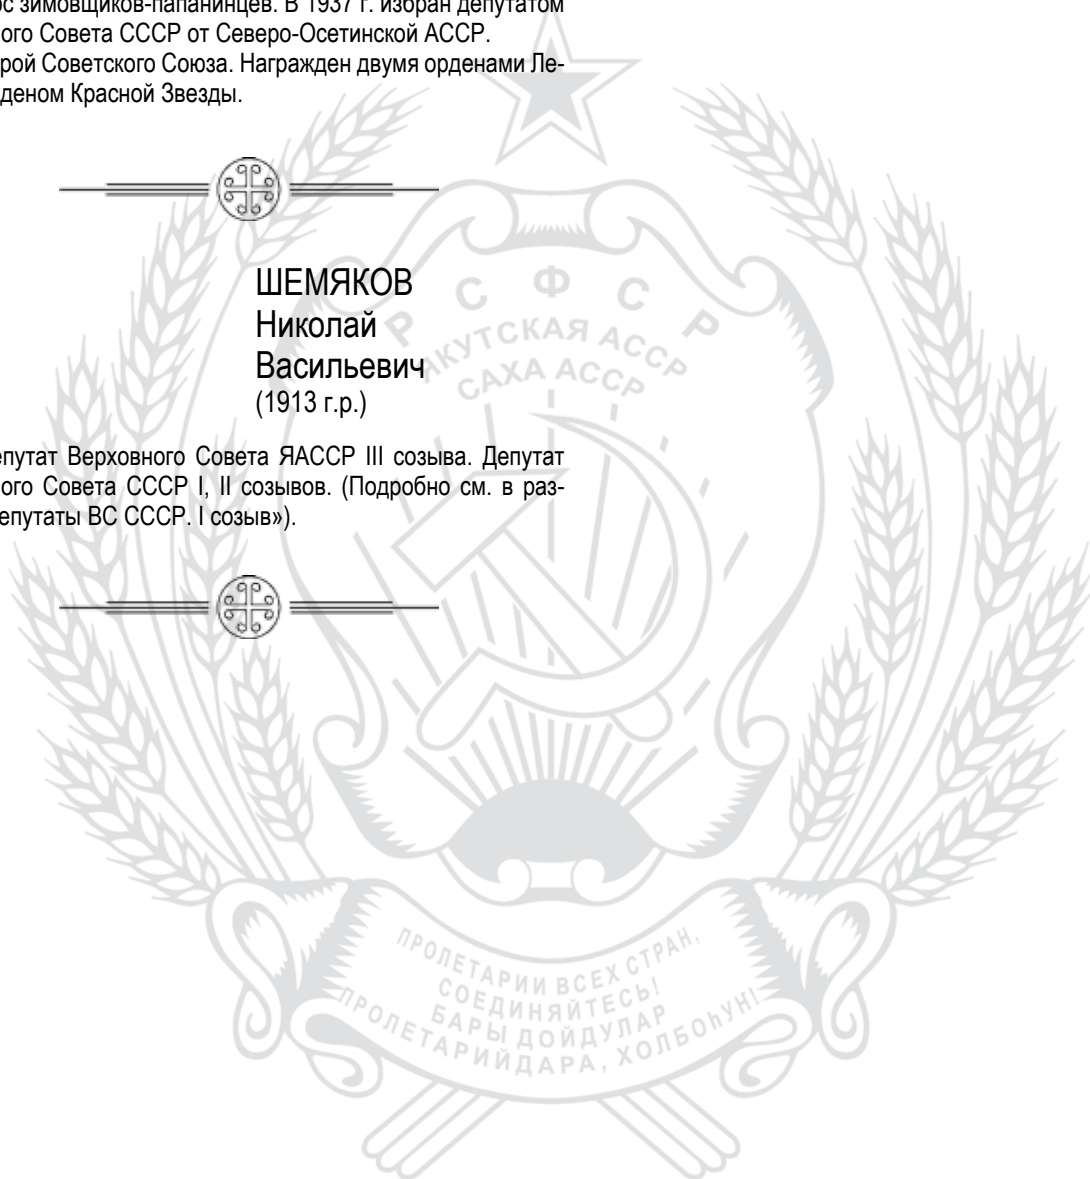 зимовщиков-папанинцев. В 1937 г. избран депутатом
ного Совета СССР от Северо-Осетинской АССР.
рой Советского Союза. Награжден двумя орденами Ле-
деном Красной Звезды.
ШЕМЯКОВ
Николай
Васильевич
(1913 г.р.)
епутат Верховного Совета ЯАССР III созыва. Депутат
ного Совета СССР I, II созывов. (Подробно см. в раз-
епутаты ВС СССР. I созыв»).
Р С Ф С Р
ЯКУТСКАЯ АССР
САХА АССР
ПРОЛЕТАРИИ ВСЕХ СТРАН,
СОЕДИНЯЙТЕСЬ!
БАРЫ ДОЙДУЛАР
ПРОЛЕТАРИЙДАРА, ХОЛБОҺУҤ!